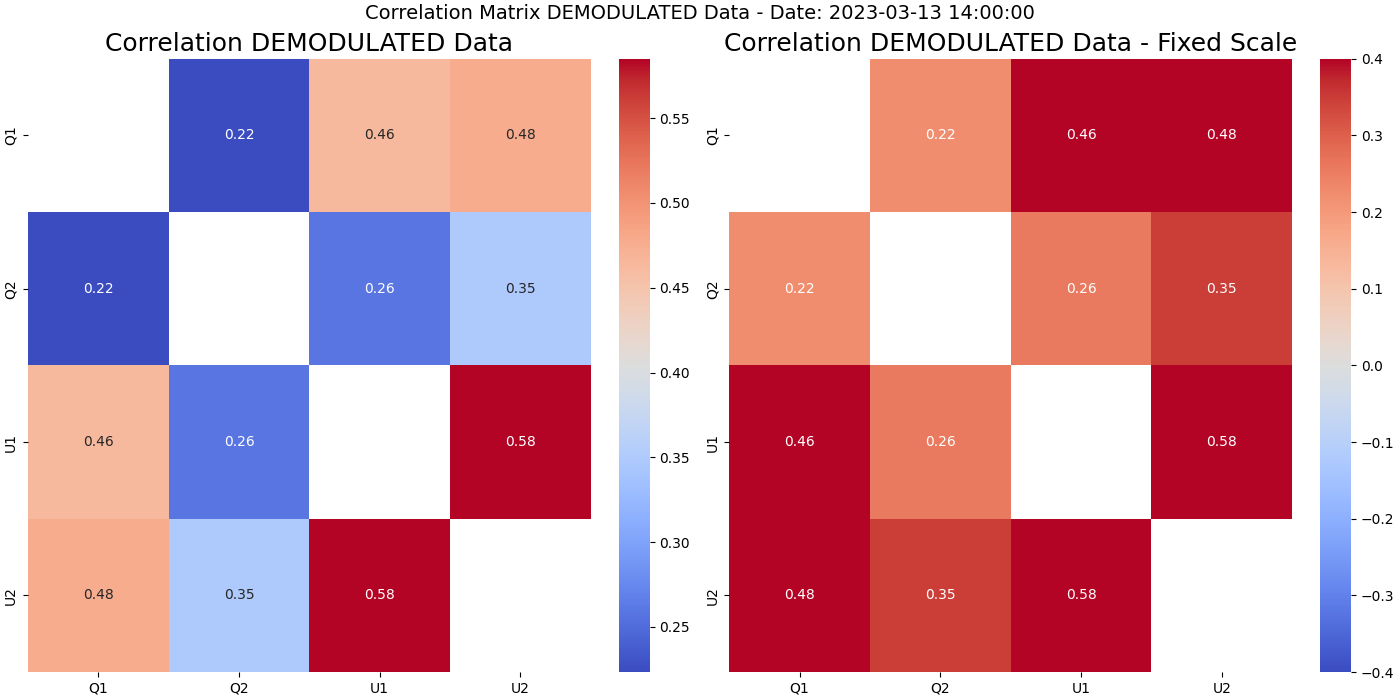 Correlation Matrix DEMODULATED Data - Date: 2023-03-13 14:00:00
Correlation DEMODULATED Data
Q1
0.22
0.46
0.48
Q2
0.22
0.26
0.35
U1
0.46
0.26
0.58
U2
0.48
0.35
0.58
Q1
Q2
U1
U2
0.55
0.50
0.45
0.40
0.35
0.30
0.25
Correlation DEMODULATED Data - Fixed Scale
Q1
0.22
0.46
0.48
Q2
0.22
0.26
0.35
U1
0.46
0.26
0.58
U2
0.48
0.35
0.58
Q1
Q2
U1
U2
0.4
0.3
0.2
0.1
0.0
−0.1
−0.2
−0.3
−0.4